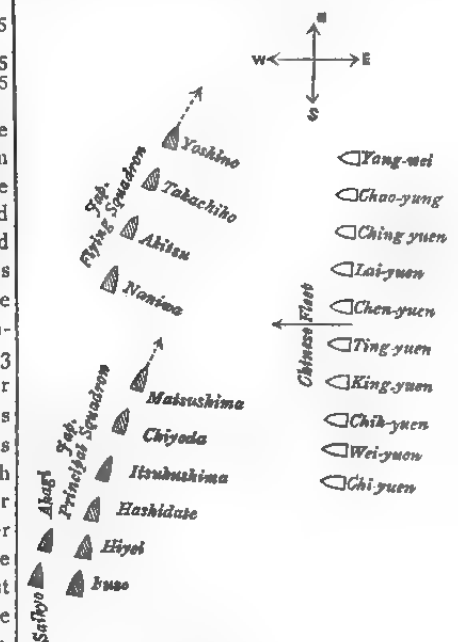 N
W
E
S
Yoshino
Takachiho
Akitsu
Naniwa
Jap.
Flying Squadron
Yang-wei
Chao-yung
Ching yuen
Lai-yuen
Chen-yuen
Ting-yuen
King-yuen
Chih-yuen
Wei-yuen
Chi-yuen
Chinese Fleet
Matsushima
Chiyoda
Itsukushima
Hashidate
Hiyei
Fuso
Jap.
Principal Squadron
Akagi
Saikyo